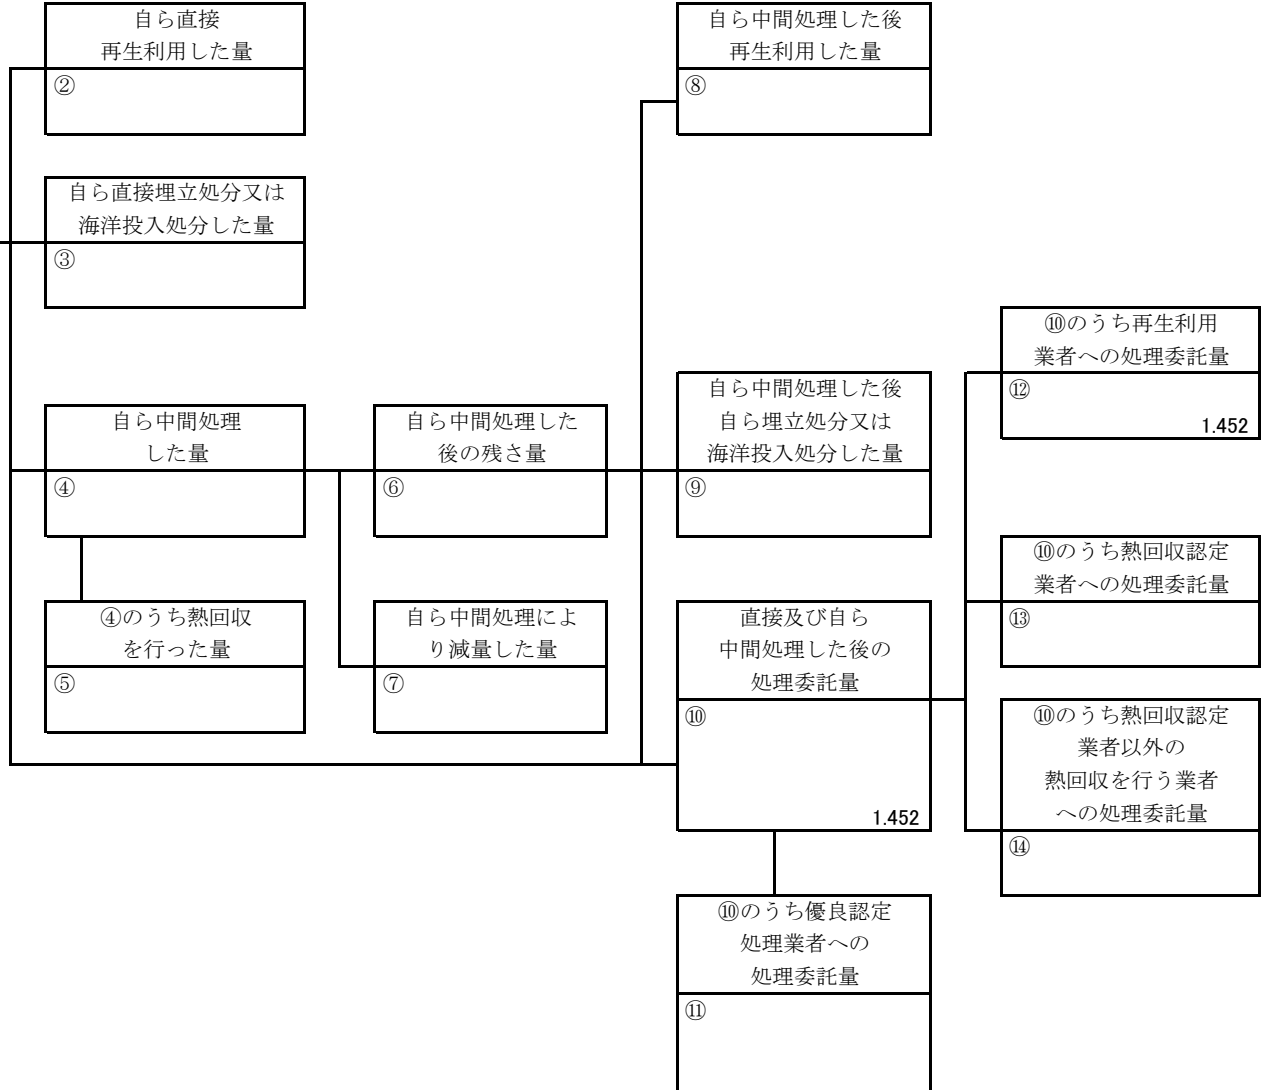 自ら直接
再生利用した量
②
自ら中間処理した後
再生利用した量
⑧
自ら直接埋立処分又は
海洋投入処分した量
③
⑩のうち再生利用
業者への処理委託量
⑫
1.452
自ら中間処理
した量
④
自ら中間処理した
後の残さ量
⑥
自ら中間処理した後
自ら埋立処分又は
海洋投入処分した量
⑨
⑩のうち熱回収認定
業者への処理委託量
⑬
④のうち熱回収
を行った量
⑤
自ら中間処理によ
り減量した量
⑦
直接及び自ら
中間処理した後の
処理委託量
⑩
1.452
⑩のうち熱回収認定
業者以外の
熱回収を行う業者
への処理委託量
⑭
⑩のうち優良認定
処理業者への
処理委託量
⑪